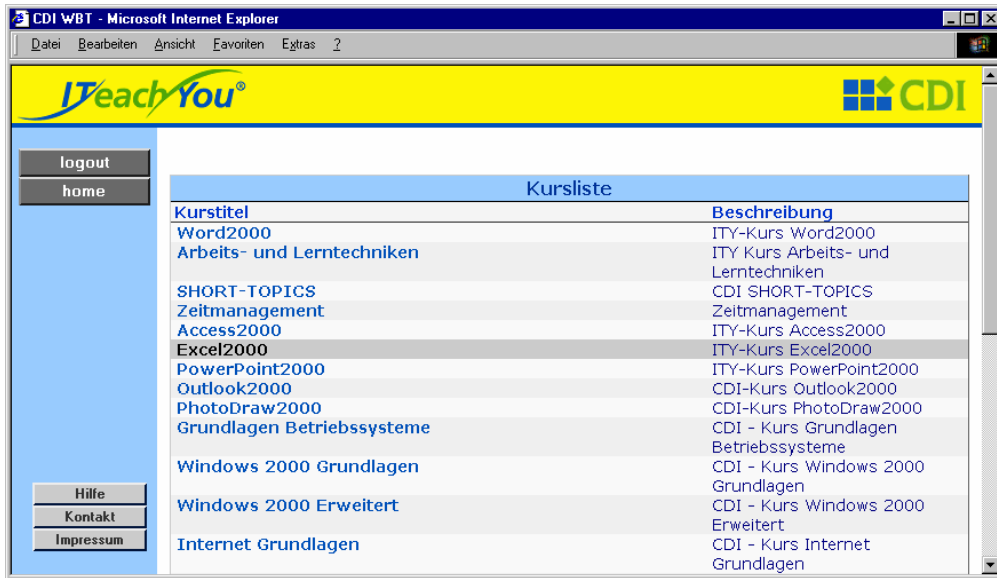 CDI WBT - Microsoft Internet Explorer
Datei Bearbeiten Ansicht Favoriten Extras ?
ITeachYou® CDI
logout
home
Kursliste
Kurstitel Beschreibung
Word2000 ITY-Kurs Word2000
Arbeits- und Lerntechniken ITY Kurs Arbeits- und
Lerntechniken
SHORT-TOPICS CDI SHORT-TOPICS
Zeitmanagement Zeitmanagement
Access2000 ITY-Kurs Access2000
Excel2000 ITY-Kurs Excel2000
PowerPoint2000 ITY-Kurs PowerPoint2000
Outlook2000 CDI-Kurs Outlook2000
PhotoDraw2000 CDI-Kurs PhotoDraw2000
Grundlagen Betriebssysteme CDI - Kurs Grundlagen
Betriebssysteme
Windows 2000 Grundlagen CDI - Kurs Windows 2000
Grundlagen
Windows 2000 Erweitert CDI - Kurs Windows 2000
Erweitert
Internet Grundlagen CDI - Kurs Internet
Grundlagen
Hilfe
Kontakt
Impressum